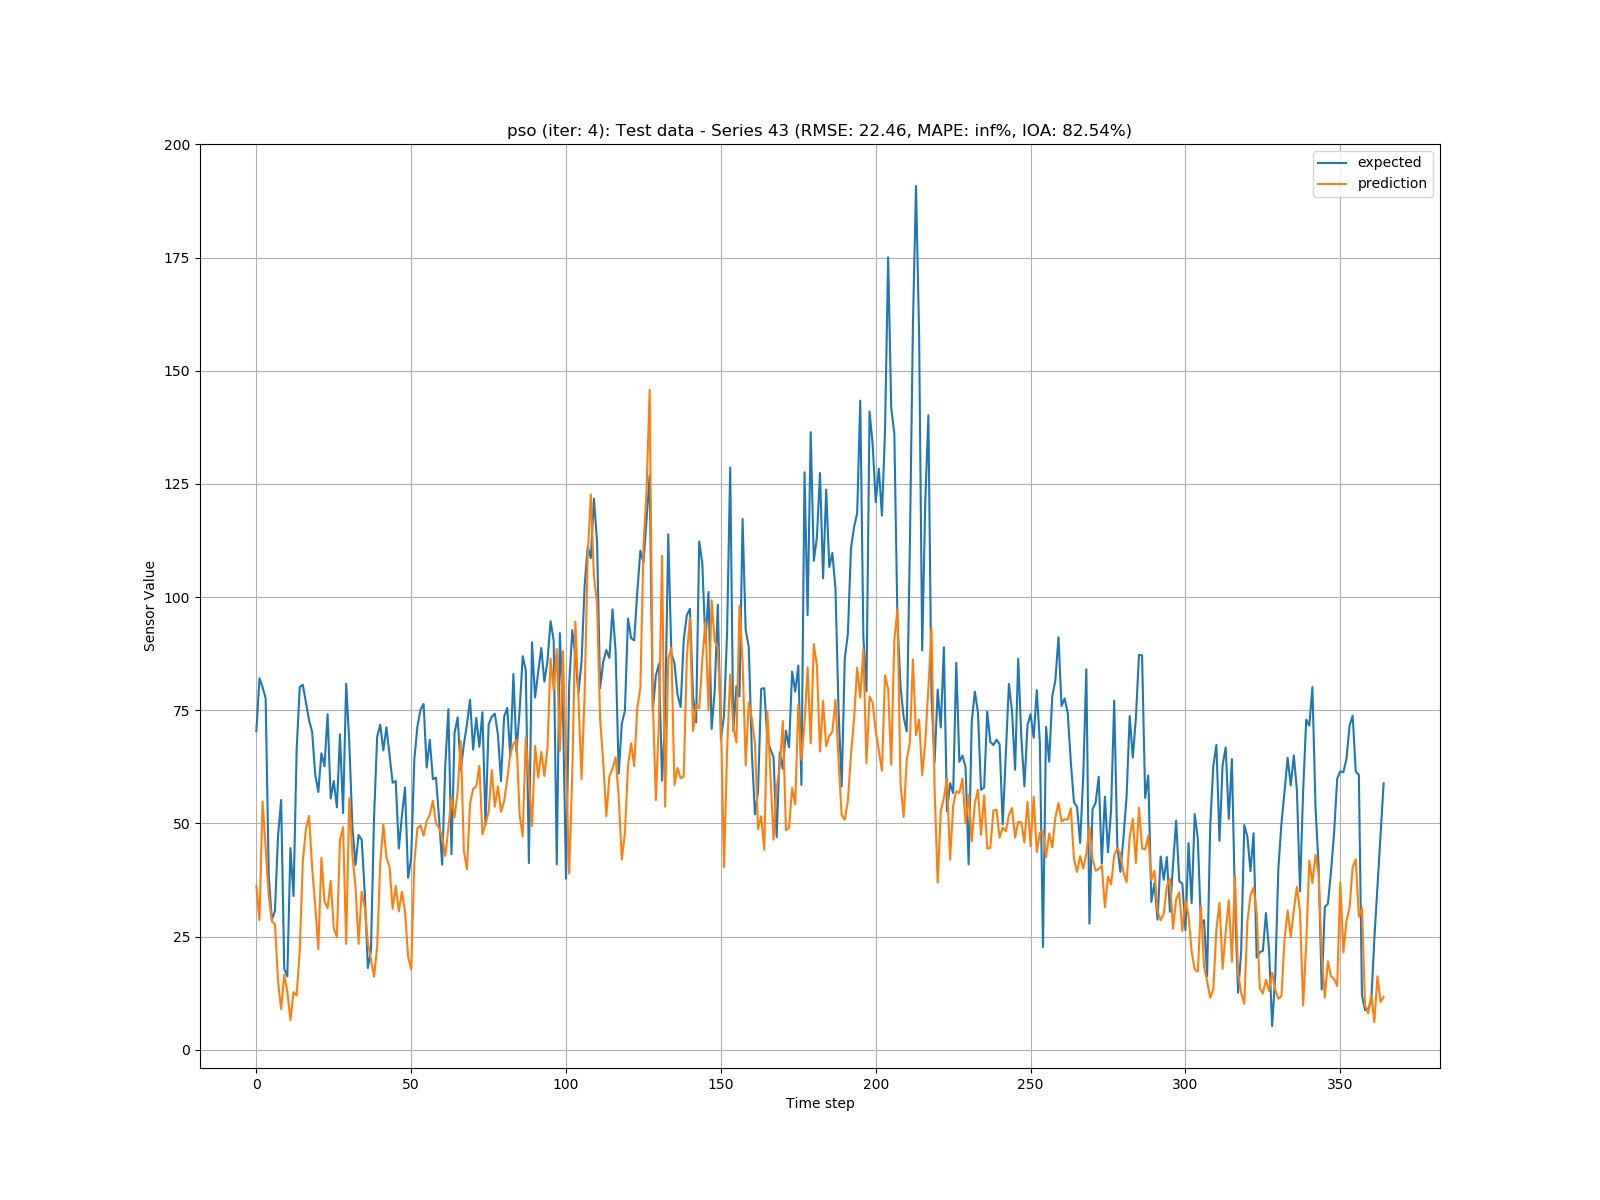 pso (iter: 4): Test data - Series 43 (RMSE: 22.46, MAPE: inf%, IOA: 82.54%)
expected
prediction
200
175
150
125
100
75
50
25
0
Sensor Value
0 50 100 150 200 250 300 350
Time step